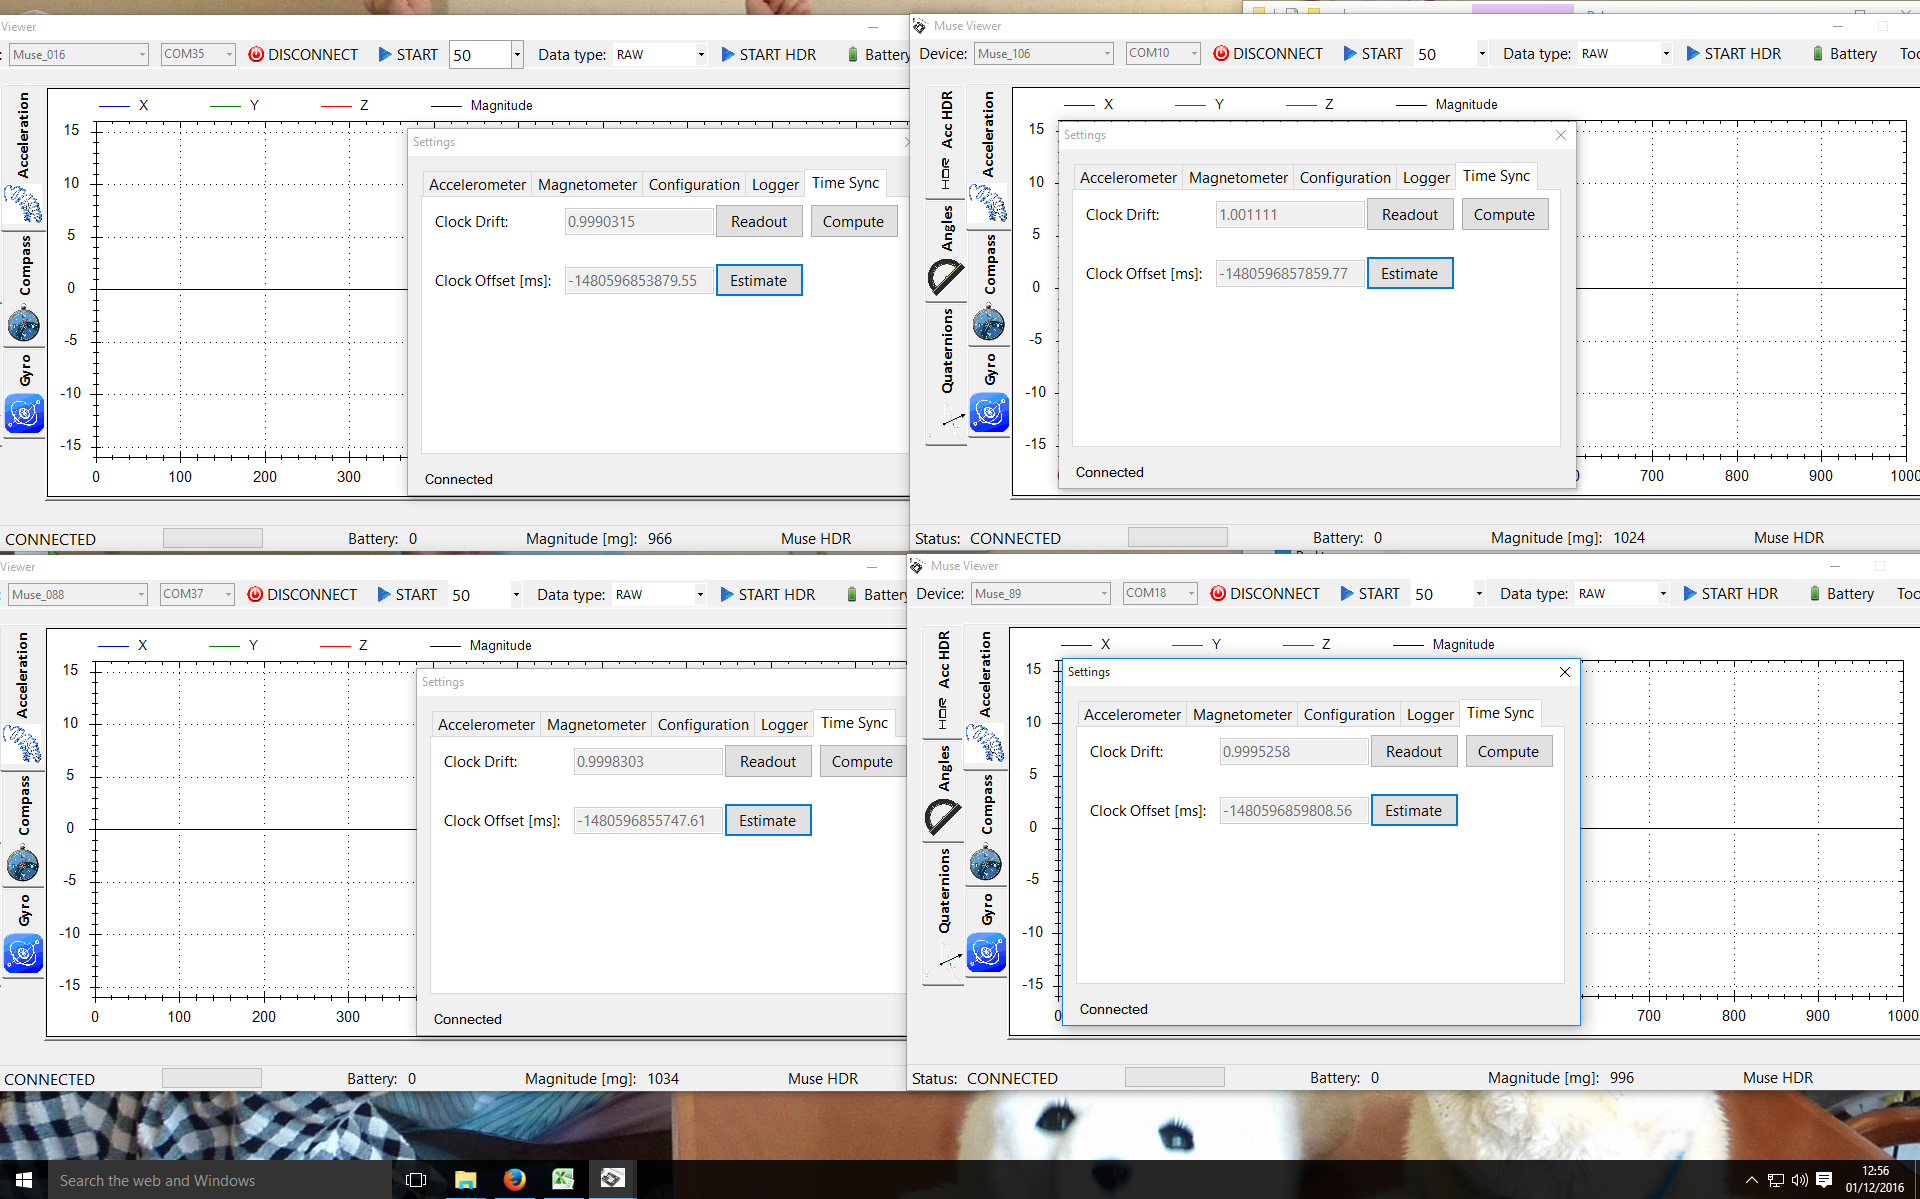 Viewer
Muse_016 COM35 DISCONNECT START 50 Data type: RAW START HDR Battery
X Y Z Magnitude
Acceleration
Compass
Gyro
15
10
5
0
-5
-10
-15
0 100 200 300
Settings
Accelerometer Magnetometer Configuration Logger Time Sync
Clock Drift: 0.9990315 Readout Compute
Clock Offset [ms]: -1480596853879.55 Estimate
Connected
CONNECTED Battery: 0 Magnitude [mg]: 966 Muse HDR
Muse Viewer
Device: Muse_106 COM10 DISCONNECT START 50 Data type: RAW START HDR Battery Too
X Y Z Magnitude
HDR Acc HDR
Angles
Quaternions
Acceleration
Compass
Gyro
15
10
5
0
-5
-10
-15
700 800 900 1000
Settings
Accelerometer Magnetometer Configuration Logger Time Sync
Clock Drift: 1.001111 Readout Compute
Clock Offset [ms]: -1480596857859.77 Estimate
Connected
Status: CONNECTED Battery: 0 Magnitude [mg]: 1024 Muse HDR
Viewer
Muse_088 COM37 DISCONNECT START 50 Data type: RAW START HDR Battery
X Y Z Magnitude
Acceleration
Compass
Gyro
15
10
5
0
-5
-10
-15
0 100 200 300
Settings
Accelerometer Magnetometer Configuration Logger Time Sync
Clock Drift: 0.9998303 Readout Compute
Clock Offset [ms]: -1480596855747.61 Estimate
Connected
CONNECTED Battery: 0 Magnitude [mg]: 1034 Muse HDR
Muse Viewer
Device: Muse_89 COM18 DISCONNECT START 50 Data type: RAW START HDR Battery Too
X Y Z Magnitude
HDR Acc HDR
Angles
Quaternions
Acceleration
Compass
Gyro
15
10
5
0
-5
-10
-15
0 700 800 900 1000
Settings
Accelerometer Magnetometer Configuration Logger Time Sync
Clock Drift: 0.9995258 Readout Compute
Clock Offset [ms]: -1480596859808.56 Estimate
Connected
Status: CONNECTED Battery: 0 Magnitude [mg]: 996 Muse HDR
Search the web and Windows
12:56
01/12/2016